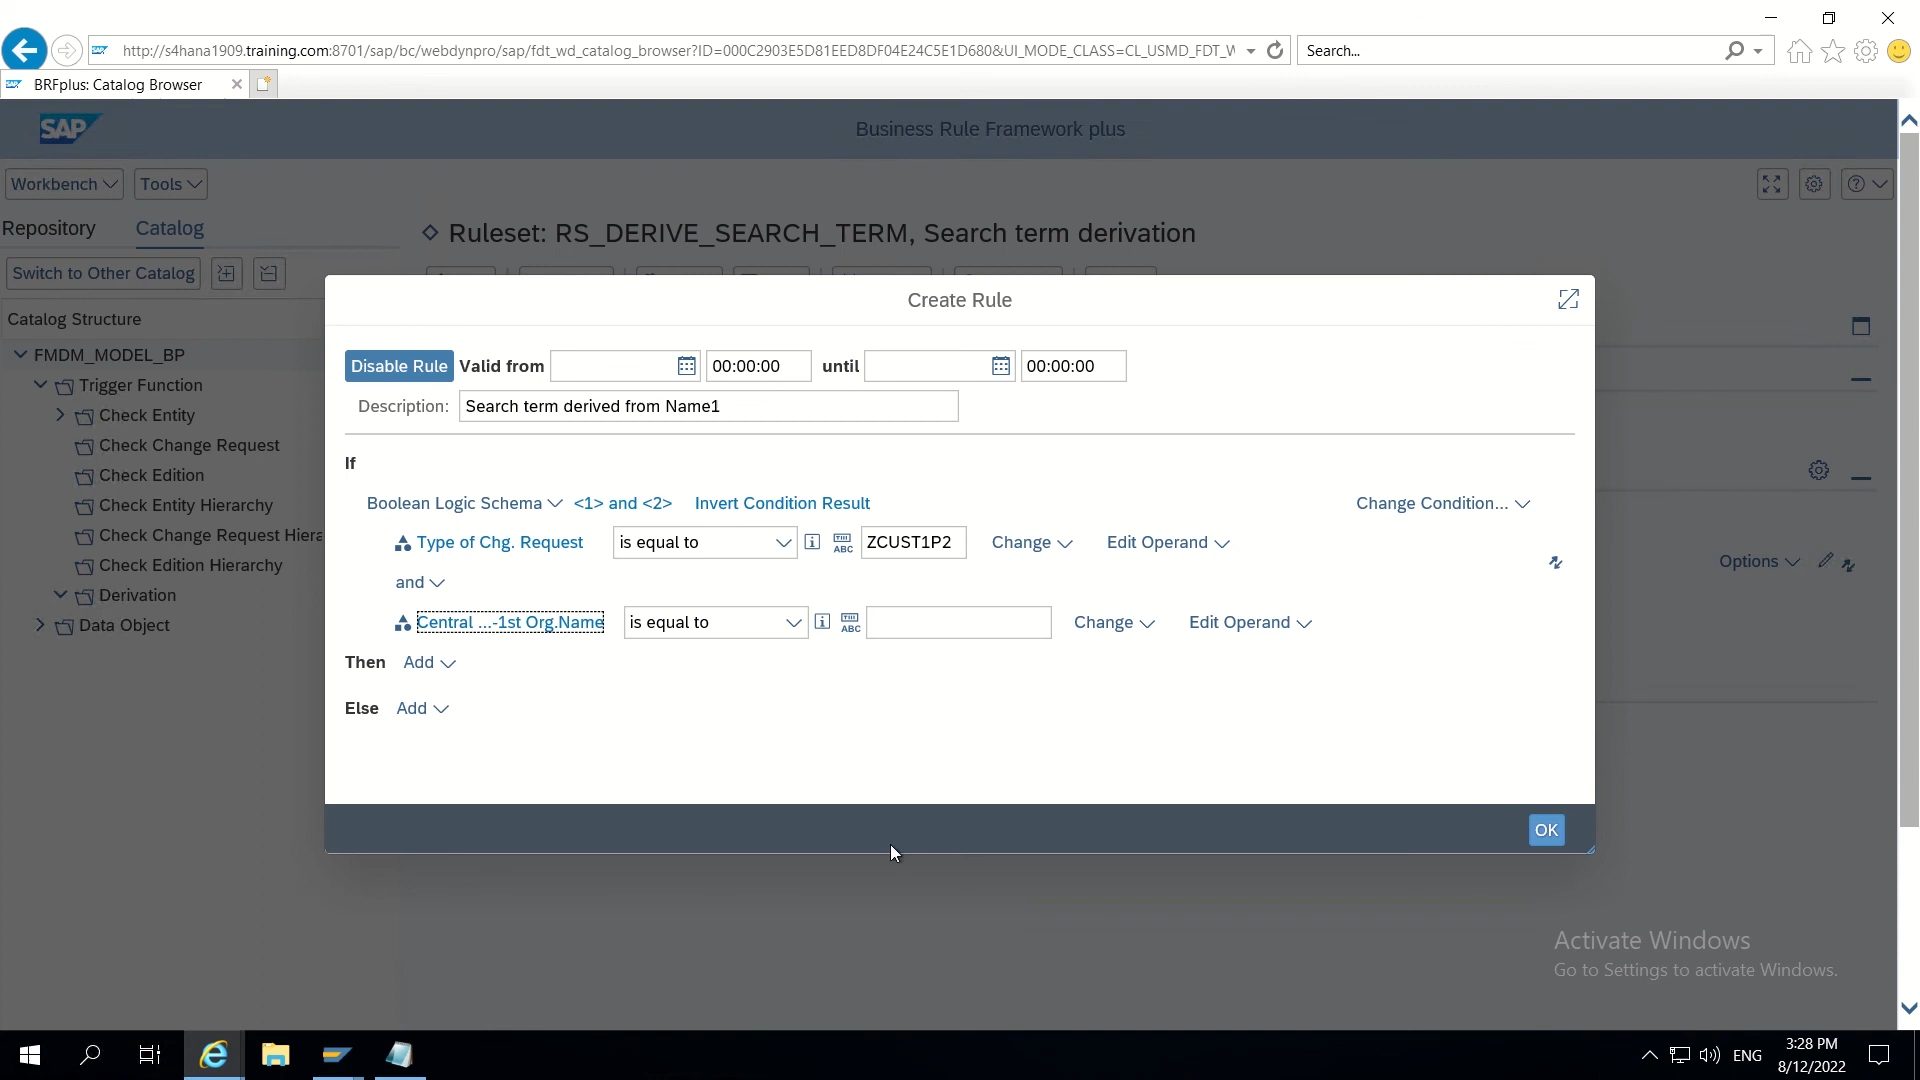 http://s4hana1909.training.com:8701/sap/bc/webdynpro/sap/fdt_wd_catalog_browser?ID=000C2903E5D81EED8DF04E24C5E1D680&UI_MODE_CLASS=CL_USMD_FDT_V
Search...
BRFplus: Catalog Browser
SAP
Business Rule Framework plus
Workbench
Tools
Repository
Catalog
Ruleset: RS_DERIVE_SEARCH_TERM, Search term derivation
Switch to Other Catalog
Catalog Structure
FMDM_MODEL_BP
Trigger Function
Check Entity
Check Change Request
Check Edition
Check Entity Hierarchy
Check Change Request Hiera
Check Edition Hierarchy
Derivation
Data Object
Options
Create Rule
Disable Rule Valid from 00:00:00 until 00:00:00
Description: Search term derived from Name1
If
Boolean Logic Schema <1> and <2> Invert Condition Result Change Condition...
Type of Chg. Request is equal to ZCUST1P2 Change Edit Operand
and
Central ...-1st Org.Name is equal to Change Edit Operand
Then Add
Else Add
OK
Activate Windows
Go to Settings to activate Windows.
ENG
3:28 PM
8/12/2022